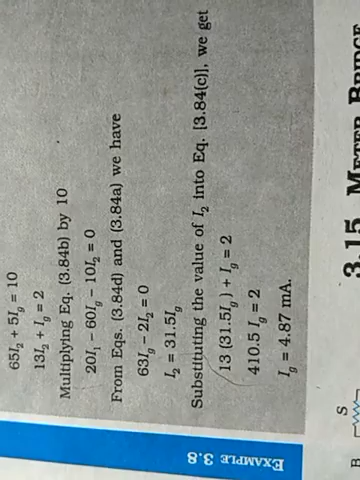 65I₂ + 5I_g = 10
13I₂ + I_g = 2
Multiplying Eq. (3.84b) by 10
20I₁ – 60I_g – 10I₂ = 0
From Eqs. (3.84d) and (3.84a) we have
63I_g – 2I₂ = 0
I₂ = 31.5I_g
Substituting the value of I₂ into Eq. [3.84(c)], we get
13 (31.5I_g ) + I_g = 2
410.5 I_g = 2
I_g = 4.87 mA.
EXAMPLE 3.8
3.15 METER BRIDGE
B
S